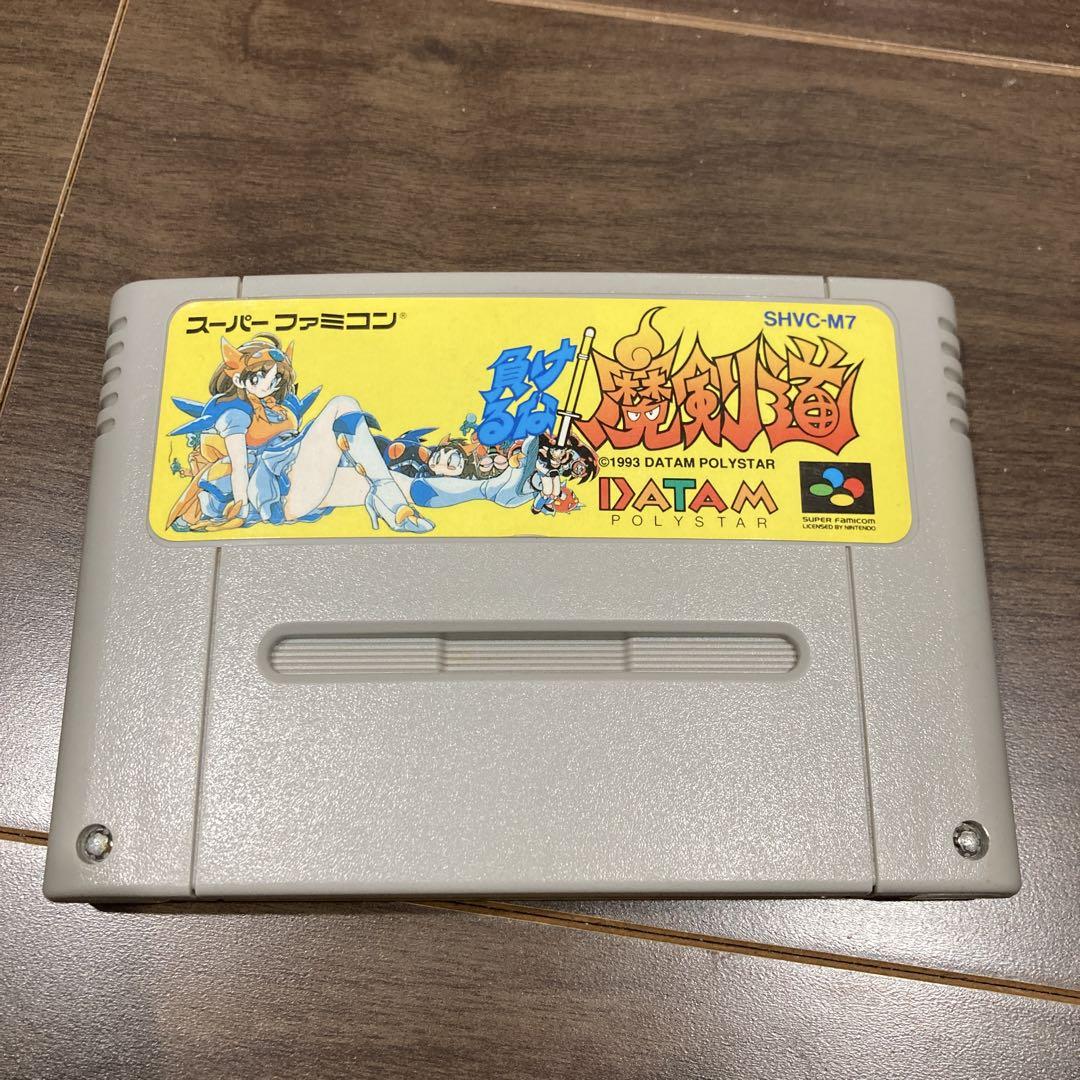 スーパーファミコン®
SHVC-M7
負けるな!魔剣道
©1993 DATAM POLYSTAR
DATAM
POLYSTAR
SUPER FAMICOM
LICENSED BY NINTENDO